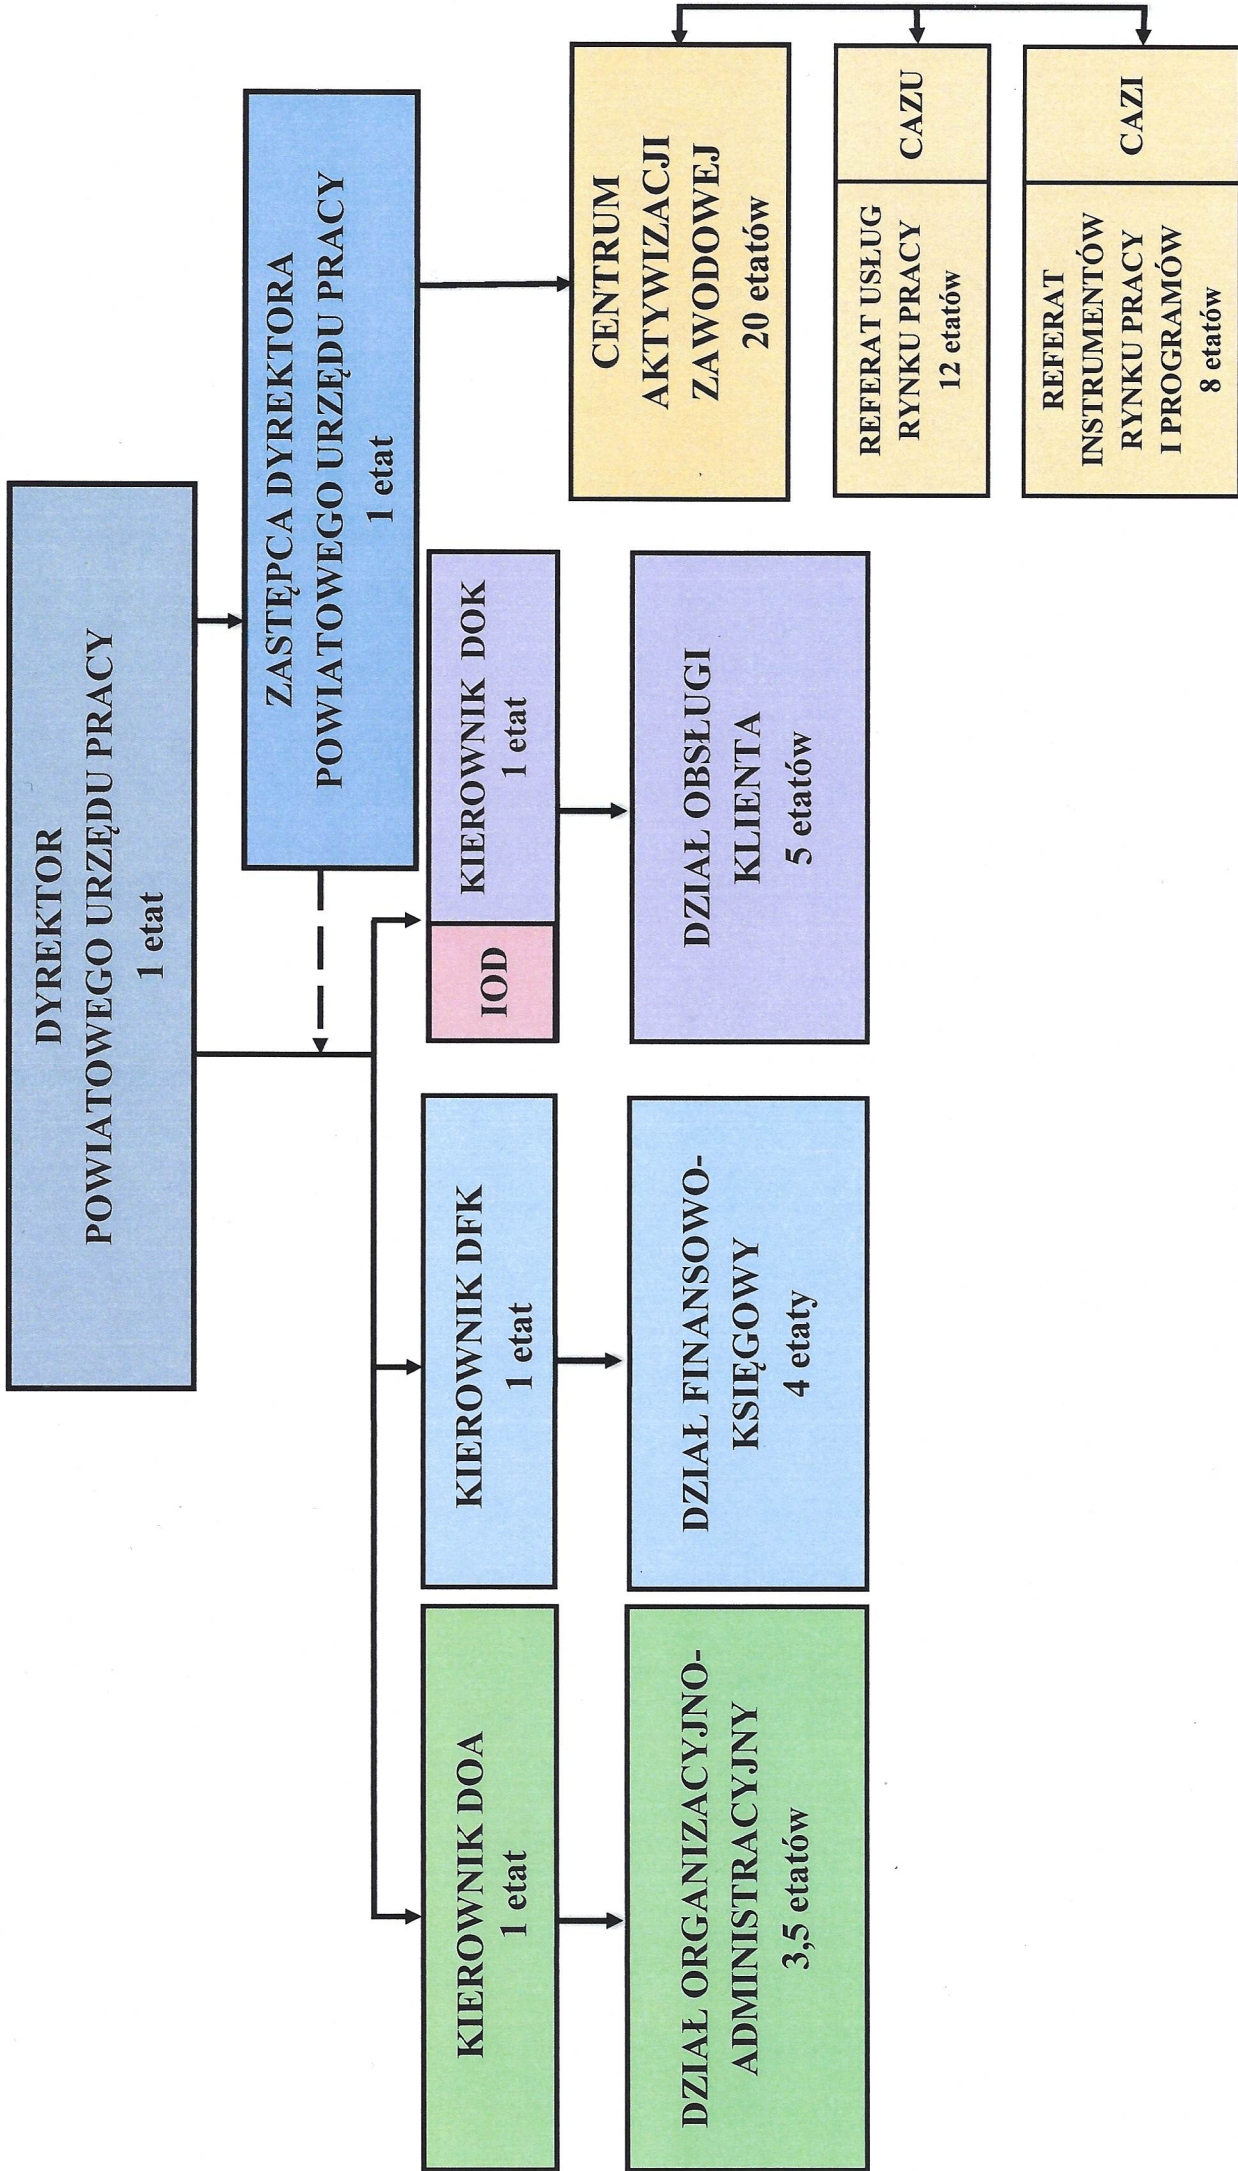 DYREKTOR
POWIATOWEGO URZĘDU PRACY
1 etat
ZASTĘPCA DYREKTORA
POWIATOWEGO URZĘDU PRACY
1 etat
KIEROWNIK DOA
1 etat
KIEROWNIK DFK
1 etat
IOD
KIEROWNIK DOK
1 etat
DZIAŁ ORGANIZACYJNO-
ADMINISTRACYJNY
3,5 etatów
DZIAŁ FINANSOWO-
KSIĘGOWY
4 etaty
DZIAŁ OBSŁUGI
KLIENTA
5 etatów
CENTRUM
AKTYWIZACJI
ZAWODOWEJ
20 etatów
REFERAT USŁUG
RYNKU PRACY
12 etatów
CAZU
REFERAT
INSTRUMENTÓW
RYNKU PRACY
I PROGRAMÓW
8 etatów
CAZI